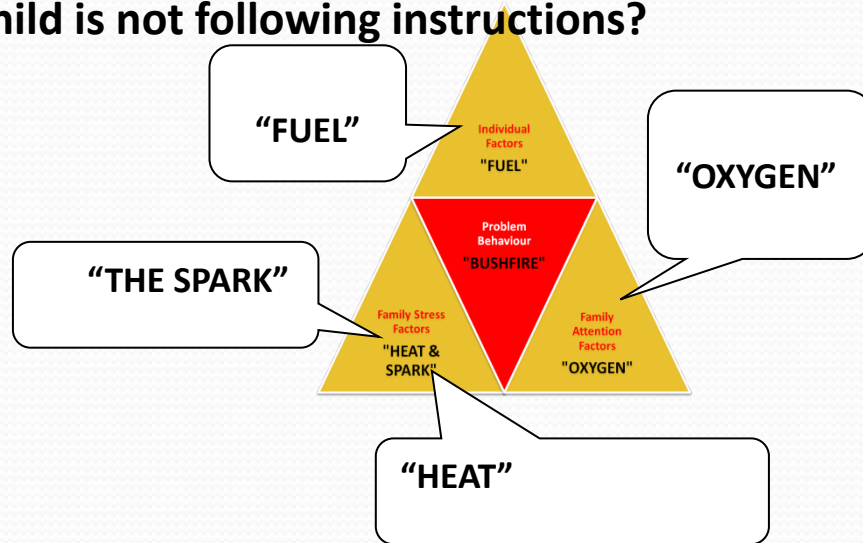 hild is not following instructions?
“FUEL”
Individual
Factors
"FUEL"
“OXYGEN”
Problem
Behaviour
"BUSHFIRE"
“THE SPARK”
Family Stress
Factors
"HEAT &
SPARK"
Family
Attention
Factors
"OXYGEN"
“HEAT”